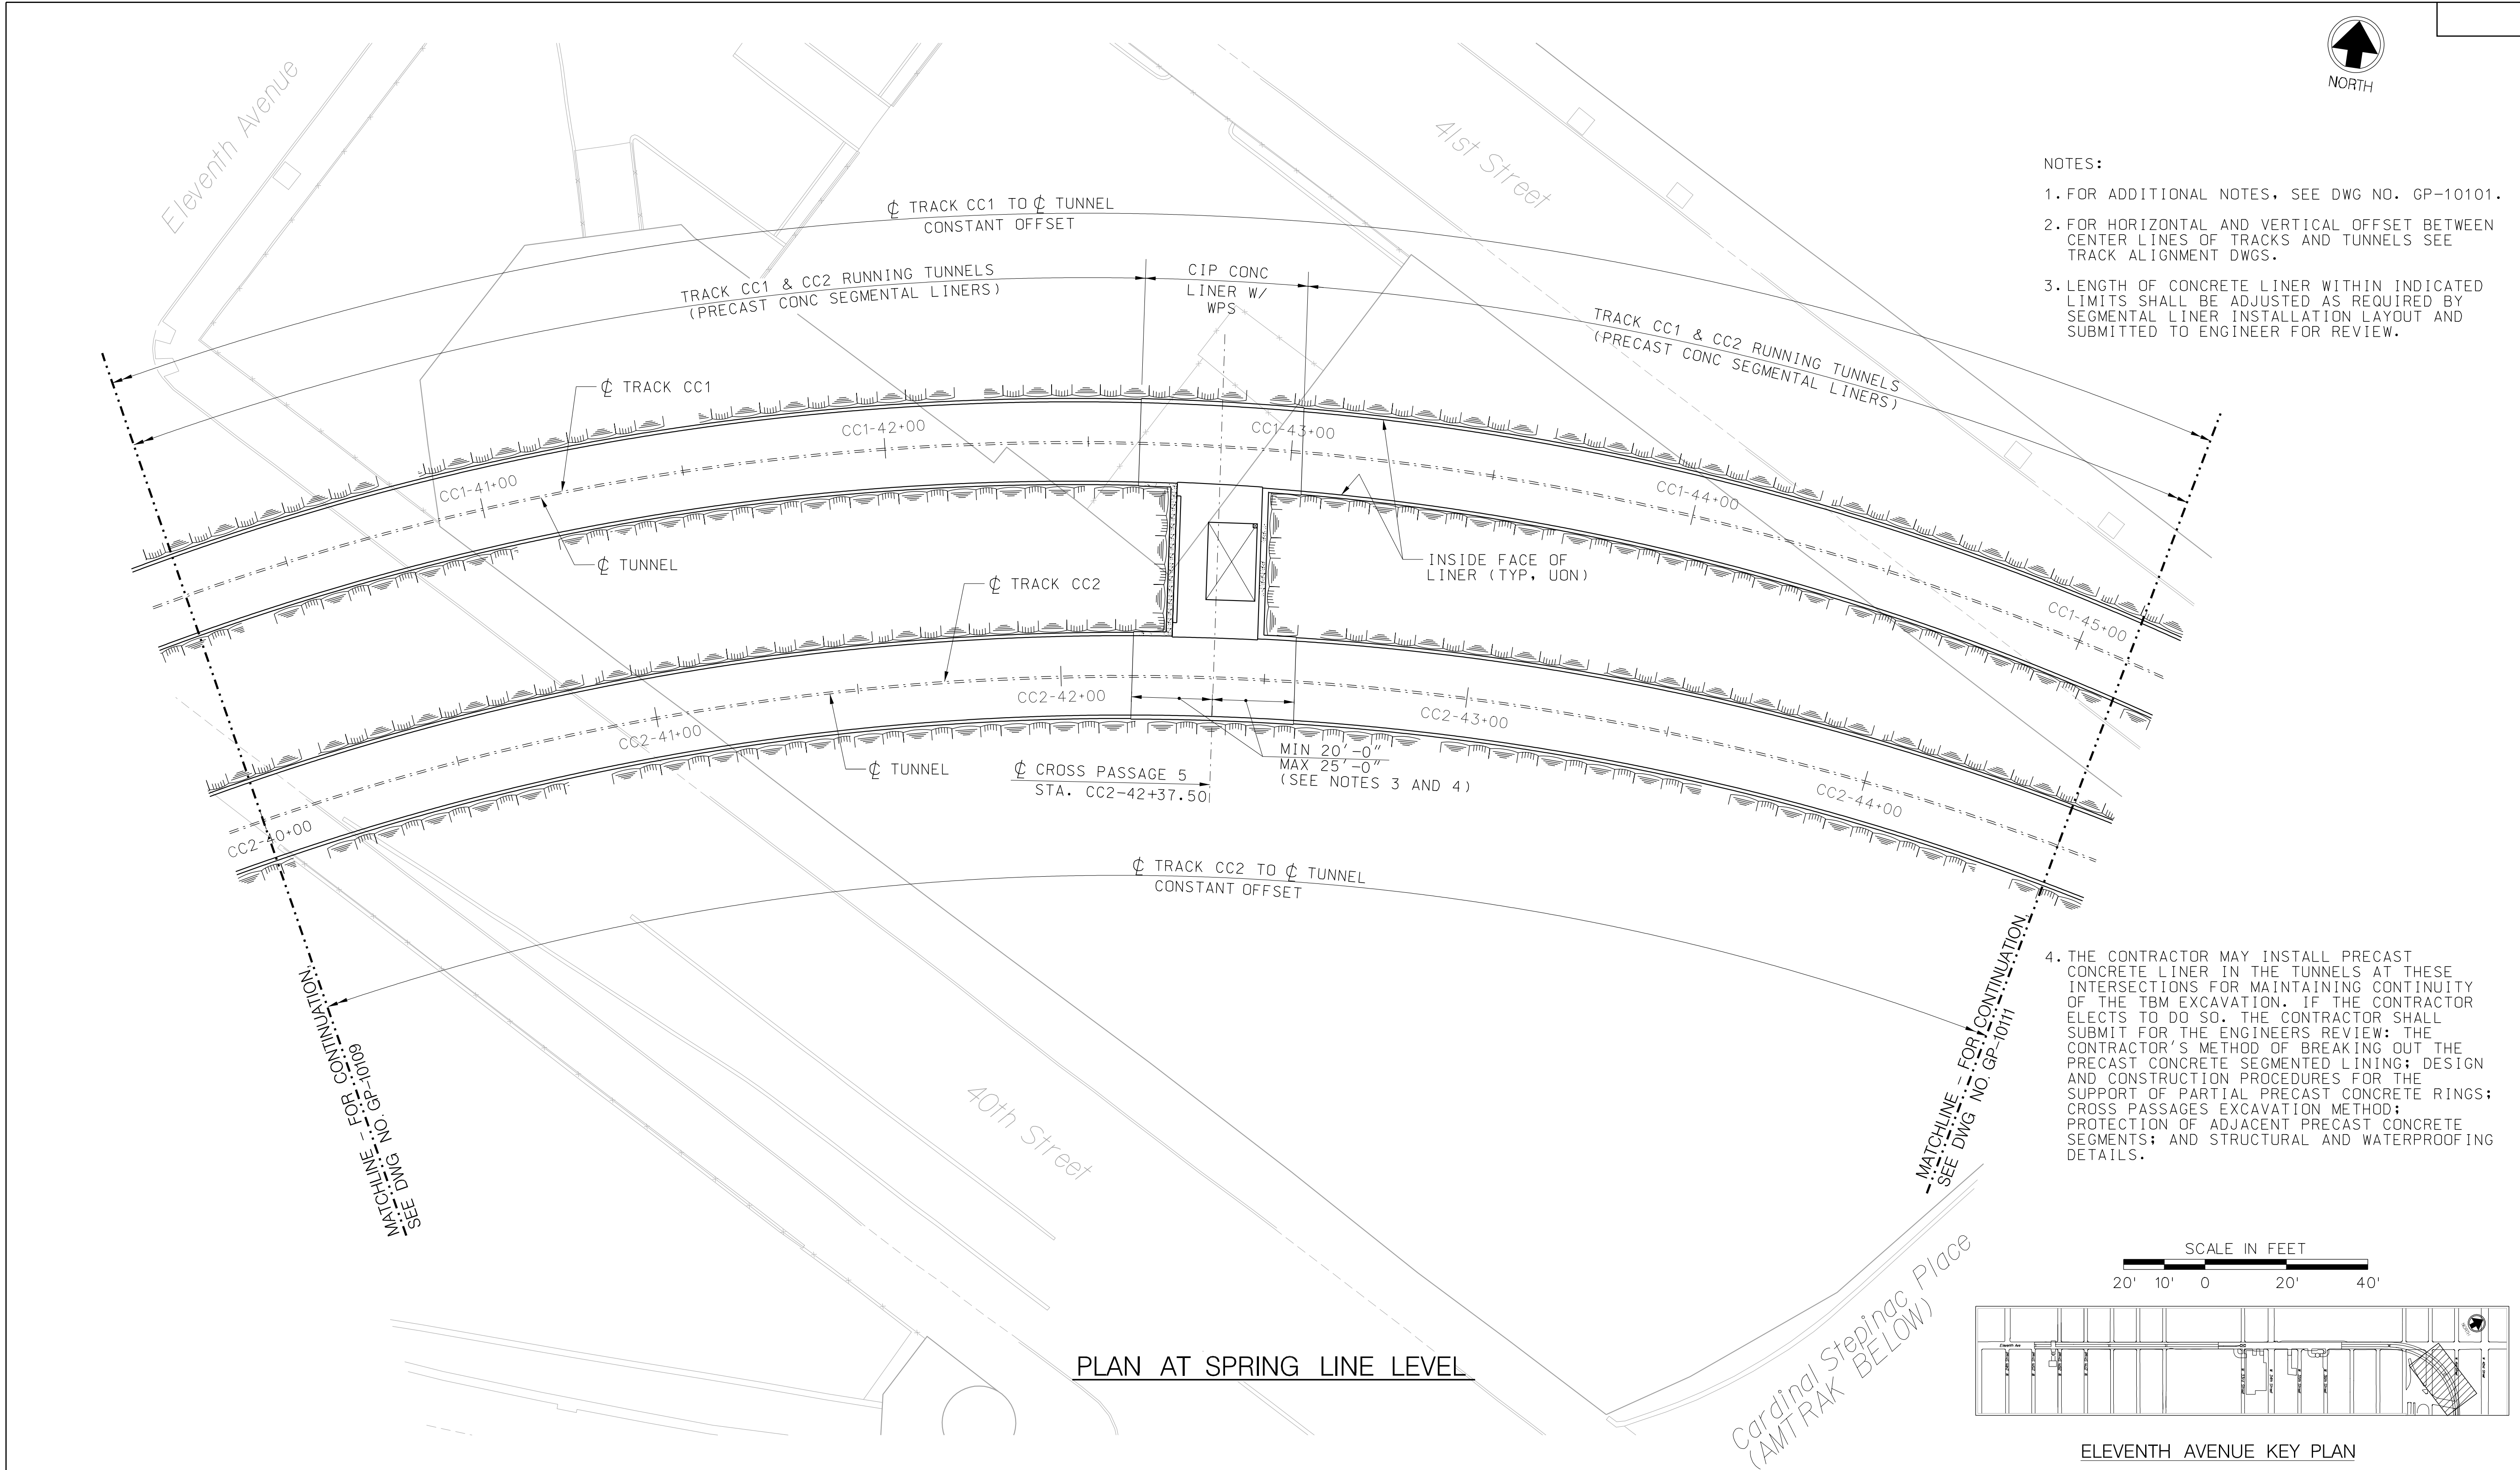 NORTH
Eleventh Avenue
41st Street
NOTES:
1. FOR ADDITIONAL NOTES, SEE DWG NO. GP-10101.
2. FOR HORIZONTAL AND VERTICAL OFFSET BETWEEN
CENTER LINES OF TRACKS AND TUNNELS SEE
TRACK ALIGNMENT DWGS.
3. LENGTH OF CONCRETE LINER WITHIN INDICATED
LIMITS SHALL BE ADJUSTED AS REQUIRED BY
SEGMENTAL LINER INSTALLATION LAYOUT AND
SUBMITTED TO ENGINEER FOR REVIEW.
℄ TRACK CC1 TO ℄ TUNNEL
CONSTANT OFFSET
TRACK CC1 & CC2 RUNNING TUNNELS
(PRECAST CONC SEGMENTAL LINERS)
CIP CONC
LINER W/
WPS
TRACK CC1 & CC2 RUNNING TUNNELS
(PRECAST CONC SEGMENTAL LINERS)
℄ TRACK CC1
CC1-41+00
CC1-42+00
CC1-43+00
CC1-44+00
CC1-45+00
℄ TUNNEL
℄ TRACK CC2
INSIDE FACE OF
LINER (TYP, UON)
CC2-40+00
CC2-41+00
CC2-42+00
CC2-43+00
CC2-44+00
℄ TUNNEL
℄ CROSS PASSAGE 5
STA. CC2-42+37.50
MIN 20'-0"
MAX 25'-0"
(SEE NOTES 3 AND 4)
℄ TRACK CC2 TO ℄ TUNNEL
CONSTANT OFFSET
MATCHLINE - FOR CONTINUATION
SEE DWG NO. GP-10109
MATCHLINE - FOR CONTINUATION
SEE DWG NO. GP-10111
4. THE CONTRACTOR MAY INSTALL PRECAST
CONCRETE LINER IN THE TUNNELS AT THESE
INTERSECTIONS FOR MAINTAINING CONTINUITY
OF THE TBM EXCAVATION. IF THE CONTRACTOR
ELECTS TO DO SO. THE CONTRACTOR SHALL
SUBMIT FOR THE ENGINEERS REVIEW: THE
CONTRACTOR'S METHOD OF BREAKING OUT THE
PRECAST CONCRETE SEGMENTED LINING; DESIGN
AND CONSTRUCTION PROCEDURES FOR THE
SUPPORT OF PARTIAL PRECAST CONCRETE RINGS;
CROSS PASSAGES EXCAVATION METHOD;
PROTECTION OF ADJACENT PRECAST CONCRETE
SEGMENTS; AND STRUCTURAL AND WATERPROOFING
DETAILS.
40th Street
Cardinal Stepinac Place
(AMTRAK BELOW)
PLAN AT SPRING LINE LEVEL
SCALE IN FEET
20' 10' 0 20' 40'
Eleventh Ave
ELEVENTH AVENUE KEY PLAN